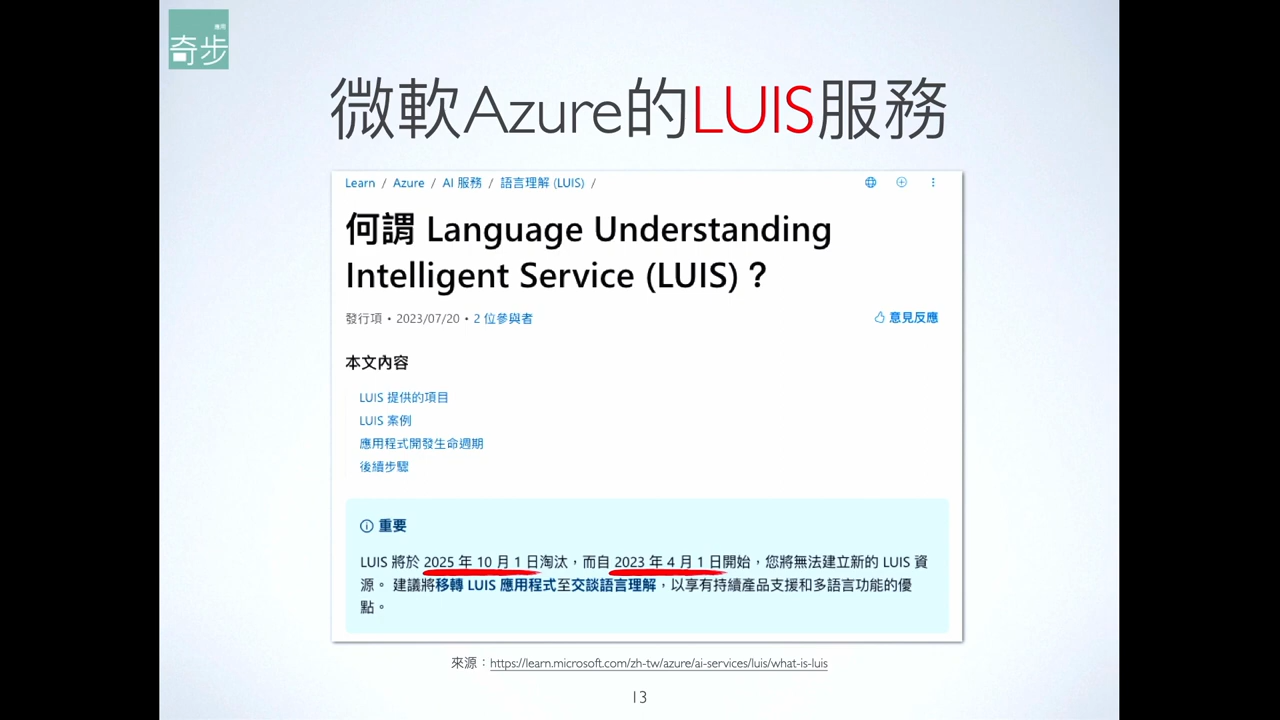 應用
奇步
微軟Azure的LUIS服務
Learn / Azure / AI 服務 / 語言理解 (LUIS) /
何謂 Language Understanding
Intelligent Service (LUIS)？
發行項 • 2023/07/20 • 2 位參與者
意見反應
本文內容
LUIS 提供的項目
LUIS 案例
應用程式開發生命週期
後續步驟
重要
LUIS 將於 2025 年 10 月 1 日淘汰，而自 2023 年 4 月 1 日開始，您將無法建立新的 LUIS 資
源。 建議將移轉 LUIS 應用程式至交談語言理解，以享有持續產品支援和多語言功能的優
點。
來源：https://learn.microsoft.com/zh-tw/azure/ai-services/luis/what-is-luis
13